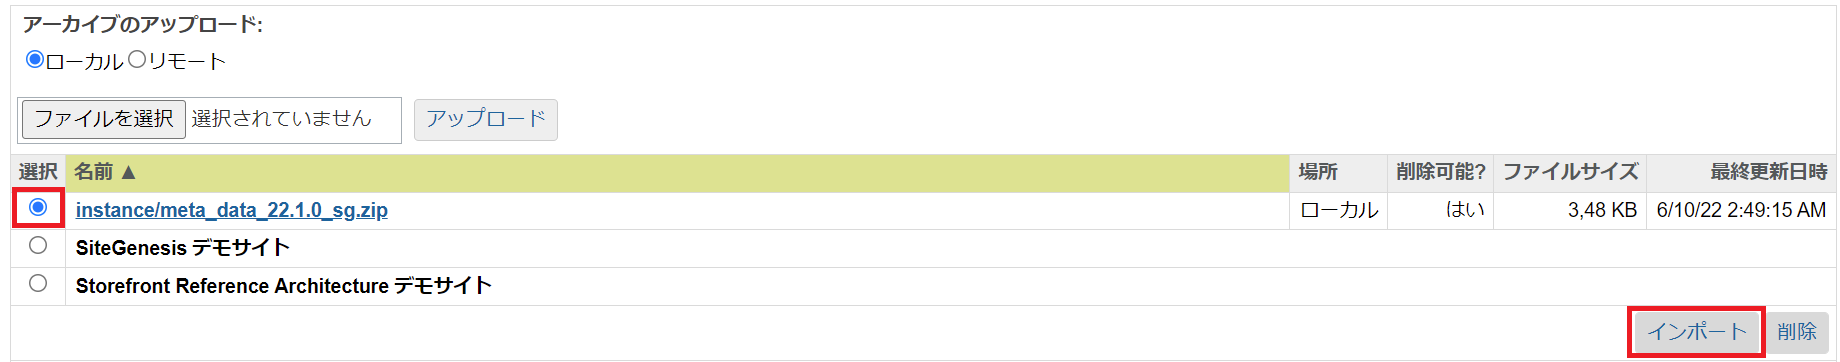 アーカイブのアップロード:
ローカル リモート
ファイルを選択 選択されていません アップロード
選択 名前 ▲ 場所 削除可能? ファイルサイズ 最終更新日時
instance/meta_data_22.1.0_sg.zip ローカル はい 3,48 KB 6/10/22 2:49:15 AM
SiteGenesis デモサイト
Storefront Reference Architecture デモサイト
インポート 削除